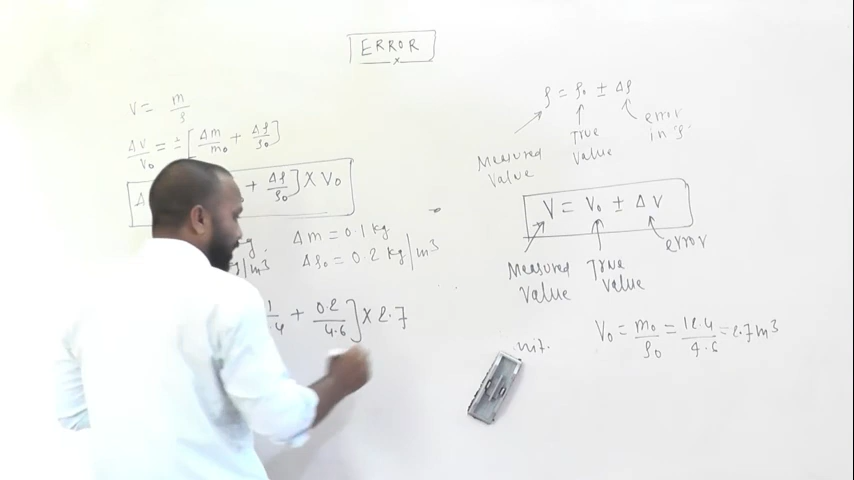 ERROR
x
V = m/ρ
ΔV/V₀ = ± [Δm/m₀ + Δρ/ρ₀]
+ Δρ/ρ₀] X V₀
Δm = 0.1 kg
kg/m³ Δρ₀ = 0.2 kg/m³
+ 0.2/4.6] X 2.7
ρ = ρ₀ ± Δρ
Measured Value
True Value
error in 'ρ'
V = V₀ ± ΔV
Measured Value
True Value
error
V₀ = m₀/ρ₀ = 12.4/4.6 = 2.7 m³